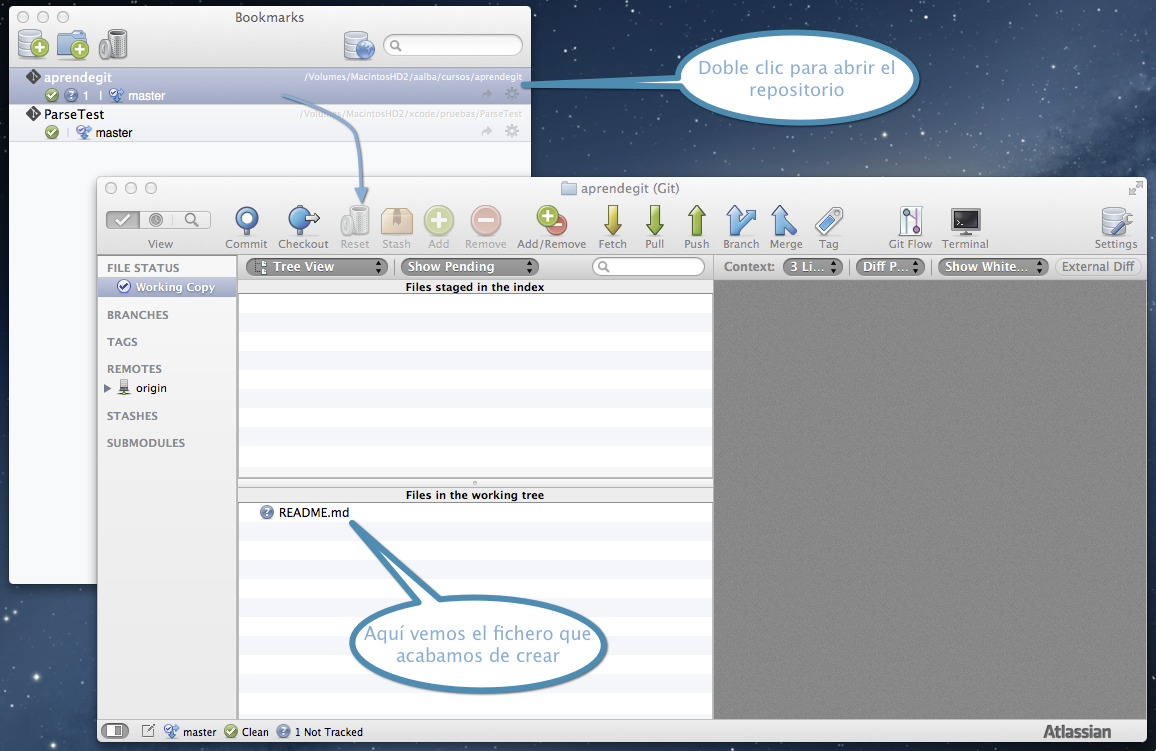 Bookmarks
aprendegit
/Volumes/MacintosHD2/aalba/cursos/aprendegit
1 | master
ParseTest
/Volumes/MacintosHD2/xcode/pruebas/ParseTest
master
Doble clic para abrir el
repositorio
aprendegit (Git)
View
Commit
Checkout
Reset
Stash
Add
Remove
Add/Remove
Fetch
Pull
Push
Branch
Merge
Tag
Git Flow
Terminal
Settings
FILE STATUS
Working Copy
BRANCHES
TAGS
REMOTES
origin
STASHES
SUBMODULES
Tree View
Show Pending
Context:
3 Li...
Diff P...
Show White...
External Diff
Files staged in the index
Files in the working tree
README.md
Aquí vemos el fichero que
acabamos de crear
master
Clean
1 Not Tracked
Atlassian